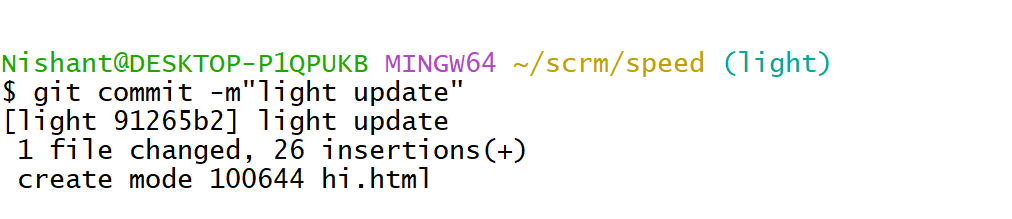 Nishant@DESKTOP-P1QPUKB MINGW64 ~/scrm/speed (light)
$ git commit -m"light update"
[light 91265b2] light update
 1 file changed, 26 insertions(+)
 create mode 100644 hi.html